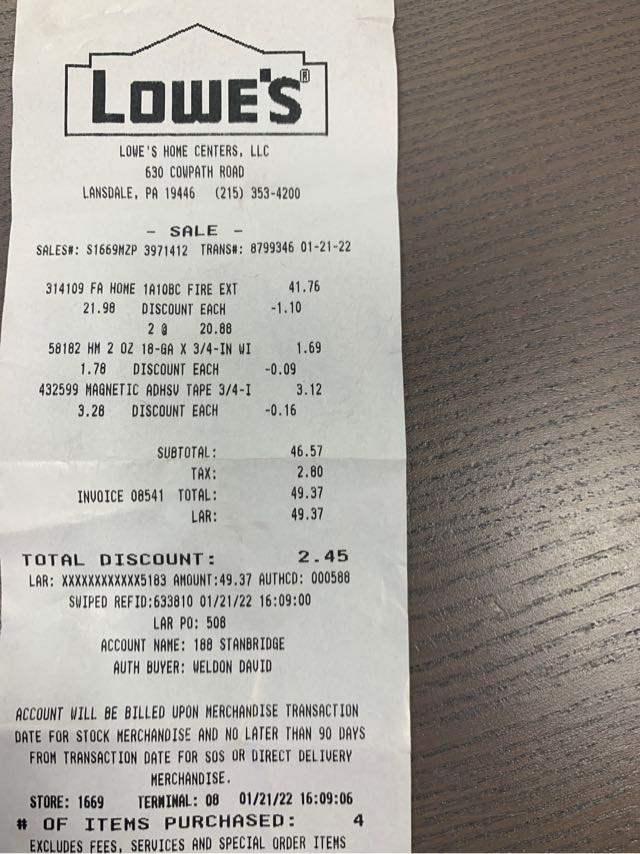 LOWE'S®
LOWE'S HOME CENTERS, LLC
630 COWPATH ROAD
LANSDALE, PA 19446 (215) 353-4200
- SALE -
SALES#: S1669MZP 3971412 TRANS#: 8799346 01-21-22
314109 FA HOME 1A10BC FIRE EXT 41.76
21.98 DISCOUNT EACH -1.10
2 @ 20.88
58182 HM 2 OZ 18-GA X 3/4-IN WI 1.69
1.78 DISCOUNT EACH -0.09
432599 MAGNETIC ADHSV TAPE 3/4-I 3.12
3.28 DISCOUNT EACH -0.16
SUBTOTAL: 46.57
TAX: 2.80
INVOICE 08541 TOTAL: 49.37
LAR: 49.37
TOTAL DISCOUNT: 2.45
LAR: XXXXXXXXXXXX5183 AMOUNT:49.37 AUTHCD: 000588
SWIPED REFID:633810 01/21/22 16:09:00
LAR PO: 508
ACCOUNT NAME: 188 STANBRIDGE
AUTH BUYER: WELDON DAVID
ACCOUNT WILL BE BILLED UPON MERCHANDISE TRANSACTION
DATE FOR STOCK MERCHANDISE AND NO LATER THAN 90 DAYS
FROM TRANSACTION DATE FOR SOS OR DIRECT DELIVERY
MERCHANDISE.
STORE: 1669 TERMINAL: 08 01/21/22 16:09:06
# OF ITEMS PURCHASED: 4
EXCLUDES FEES, SERVICES AND SPECIAL ORDER ITEMS